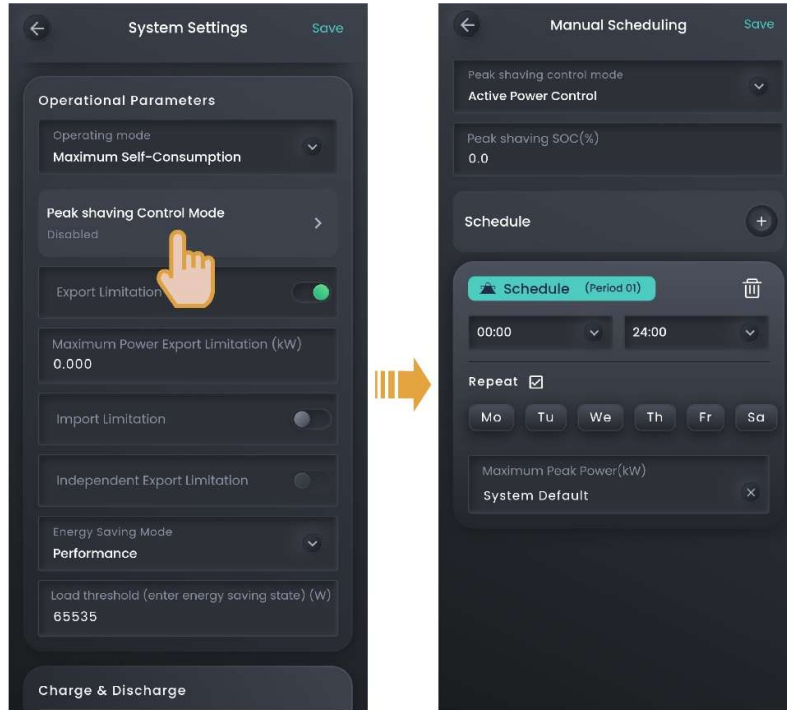 System Settings
Save
Operational Parameters
Operating mode
Maximum Self-Consumption
Peak shaving Control Mode
Disabled
Export Limitation
Maximum Power Export Limitation (kW)
0.000
Import Limitation
Independent Export Limitation
Energy Saving Mode
Performance
Load threshold (enter energy saving state) (W)
65535
Charge & Discharge
Manual Scheduling
Save
Peak shaving control mode
Active Power Control
Peak shaving SOC(%)
0.0
Schedule
Schedule (Period 01)
00:00
24:00
Repeat
Mo Tu We Th Fr Sa
Maximum Peak Power(kW)
System Default